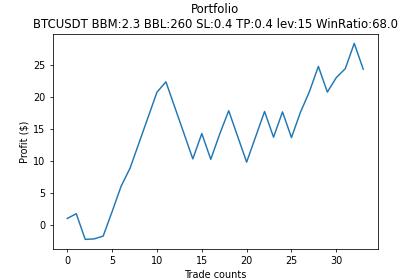 Portfolio
BTCUSDT BBM:2.3 BBL:260 SL:0.4 TP:0.4 lev:15 WinRatio:68.0
25
20
15
10
5
0
Profit ($)
0 5 10 15 20 25 30
Trade counts